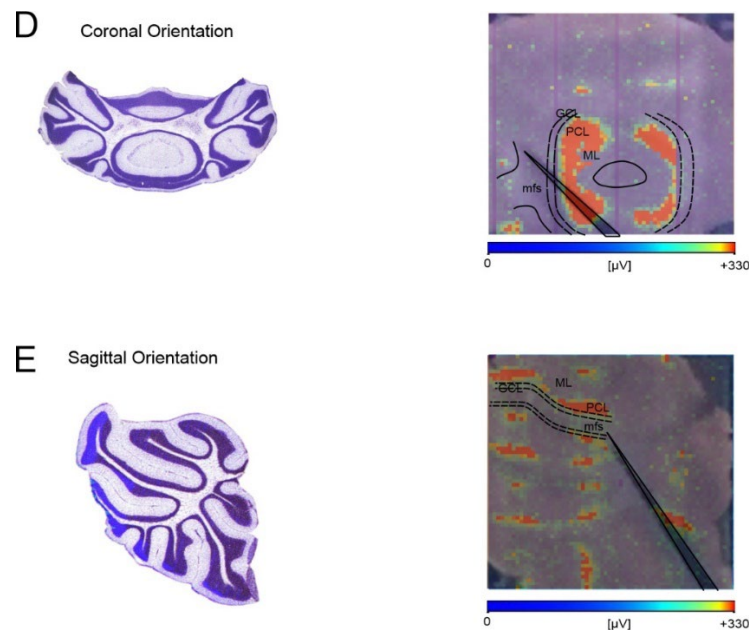 D
Coronal Orientation
GCL
PCL
ML
mfs
0
[µV]
+330
E
Sagittal Orientation
ML
GCL
PCL
mfs
0
[µV]
+330